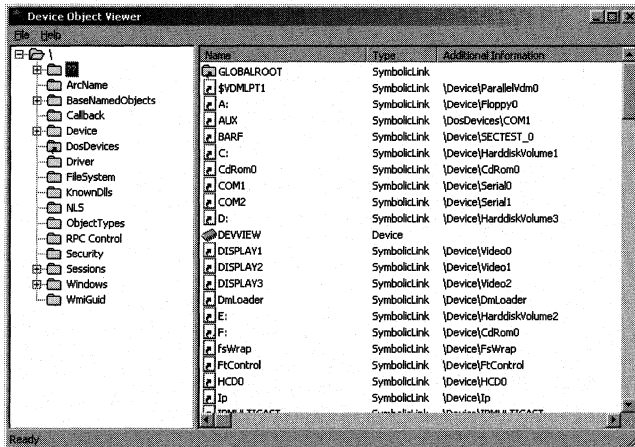 Device Object Viewer
File Help
\
??
ArcName
BaseNamedObjects
Callback
Device
DosDevices
Driver
FileSystem
KnownDlls
NLS
ObjectTypes
RPC Control
Security
Sessions
Windows
WmiGuid
Name Type Additional Information
GLOBALROOT SymbolicLink
$VDMLPT1 SymbolicLink \Device\ParallelVdm0
A: SymbolicLink \Device\Floppy0
AUX SymbolicLink \DosDevices\COM1
BARF SymbolicLink \Device\SECTEST_0
C: SymbolicLink \Device\HarddiskVolume1
CdRom0 SymbolicLink \Device\CdRom0
COM1 SymbolicLink \Device\Serial0
COM2 SymbolicLink \Device\Serial1
D: SymbolicLink \Device\HarddiskVolume3
DEVVIEW Device
DISPLAY1 SymbolicLink \Device\Video0
DISPLAY2 SymbolicLink \Device\Video1
DISPLAY3 SymbolicLink \Device\Video2
DmLoader SymbolicLink \Device\DmLoader
E: SymbolicLink \Device\HarddiskVolume2
F: SymbolicLink \Device\CdRom0
fsWrap SymbolicLink \Device\FsWrap
FtControl SymbolicLink \Device\FtControl
HCD0 SymbolicLink \Device\HCD0
Ip SymbolicLink \Device\Ip
IPMULTICAST SymbolicLink \Device\IPMULTICAST
Ready